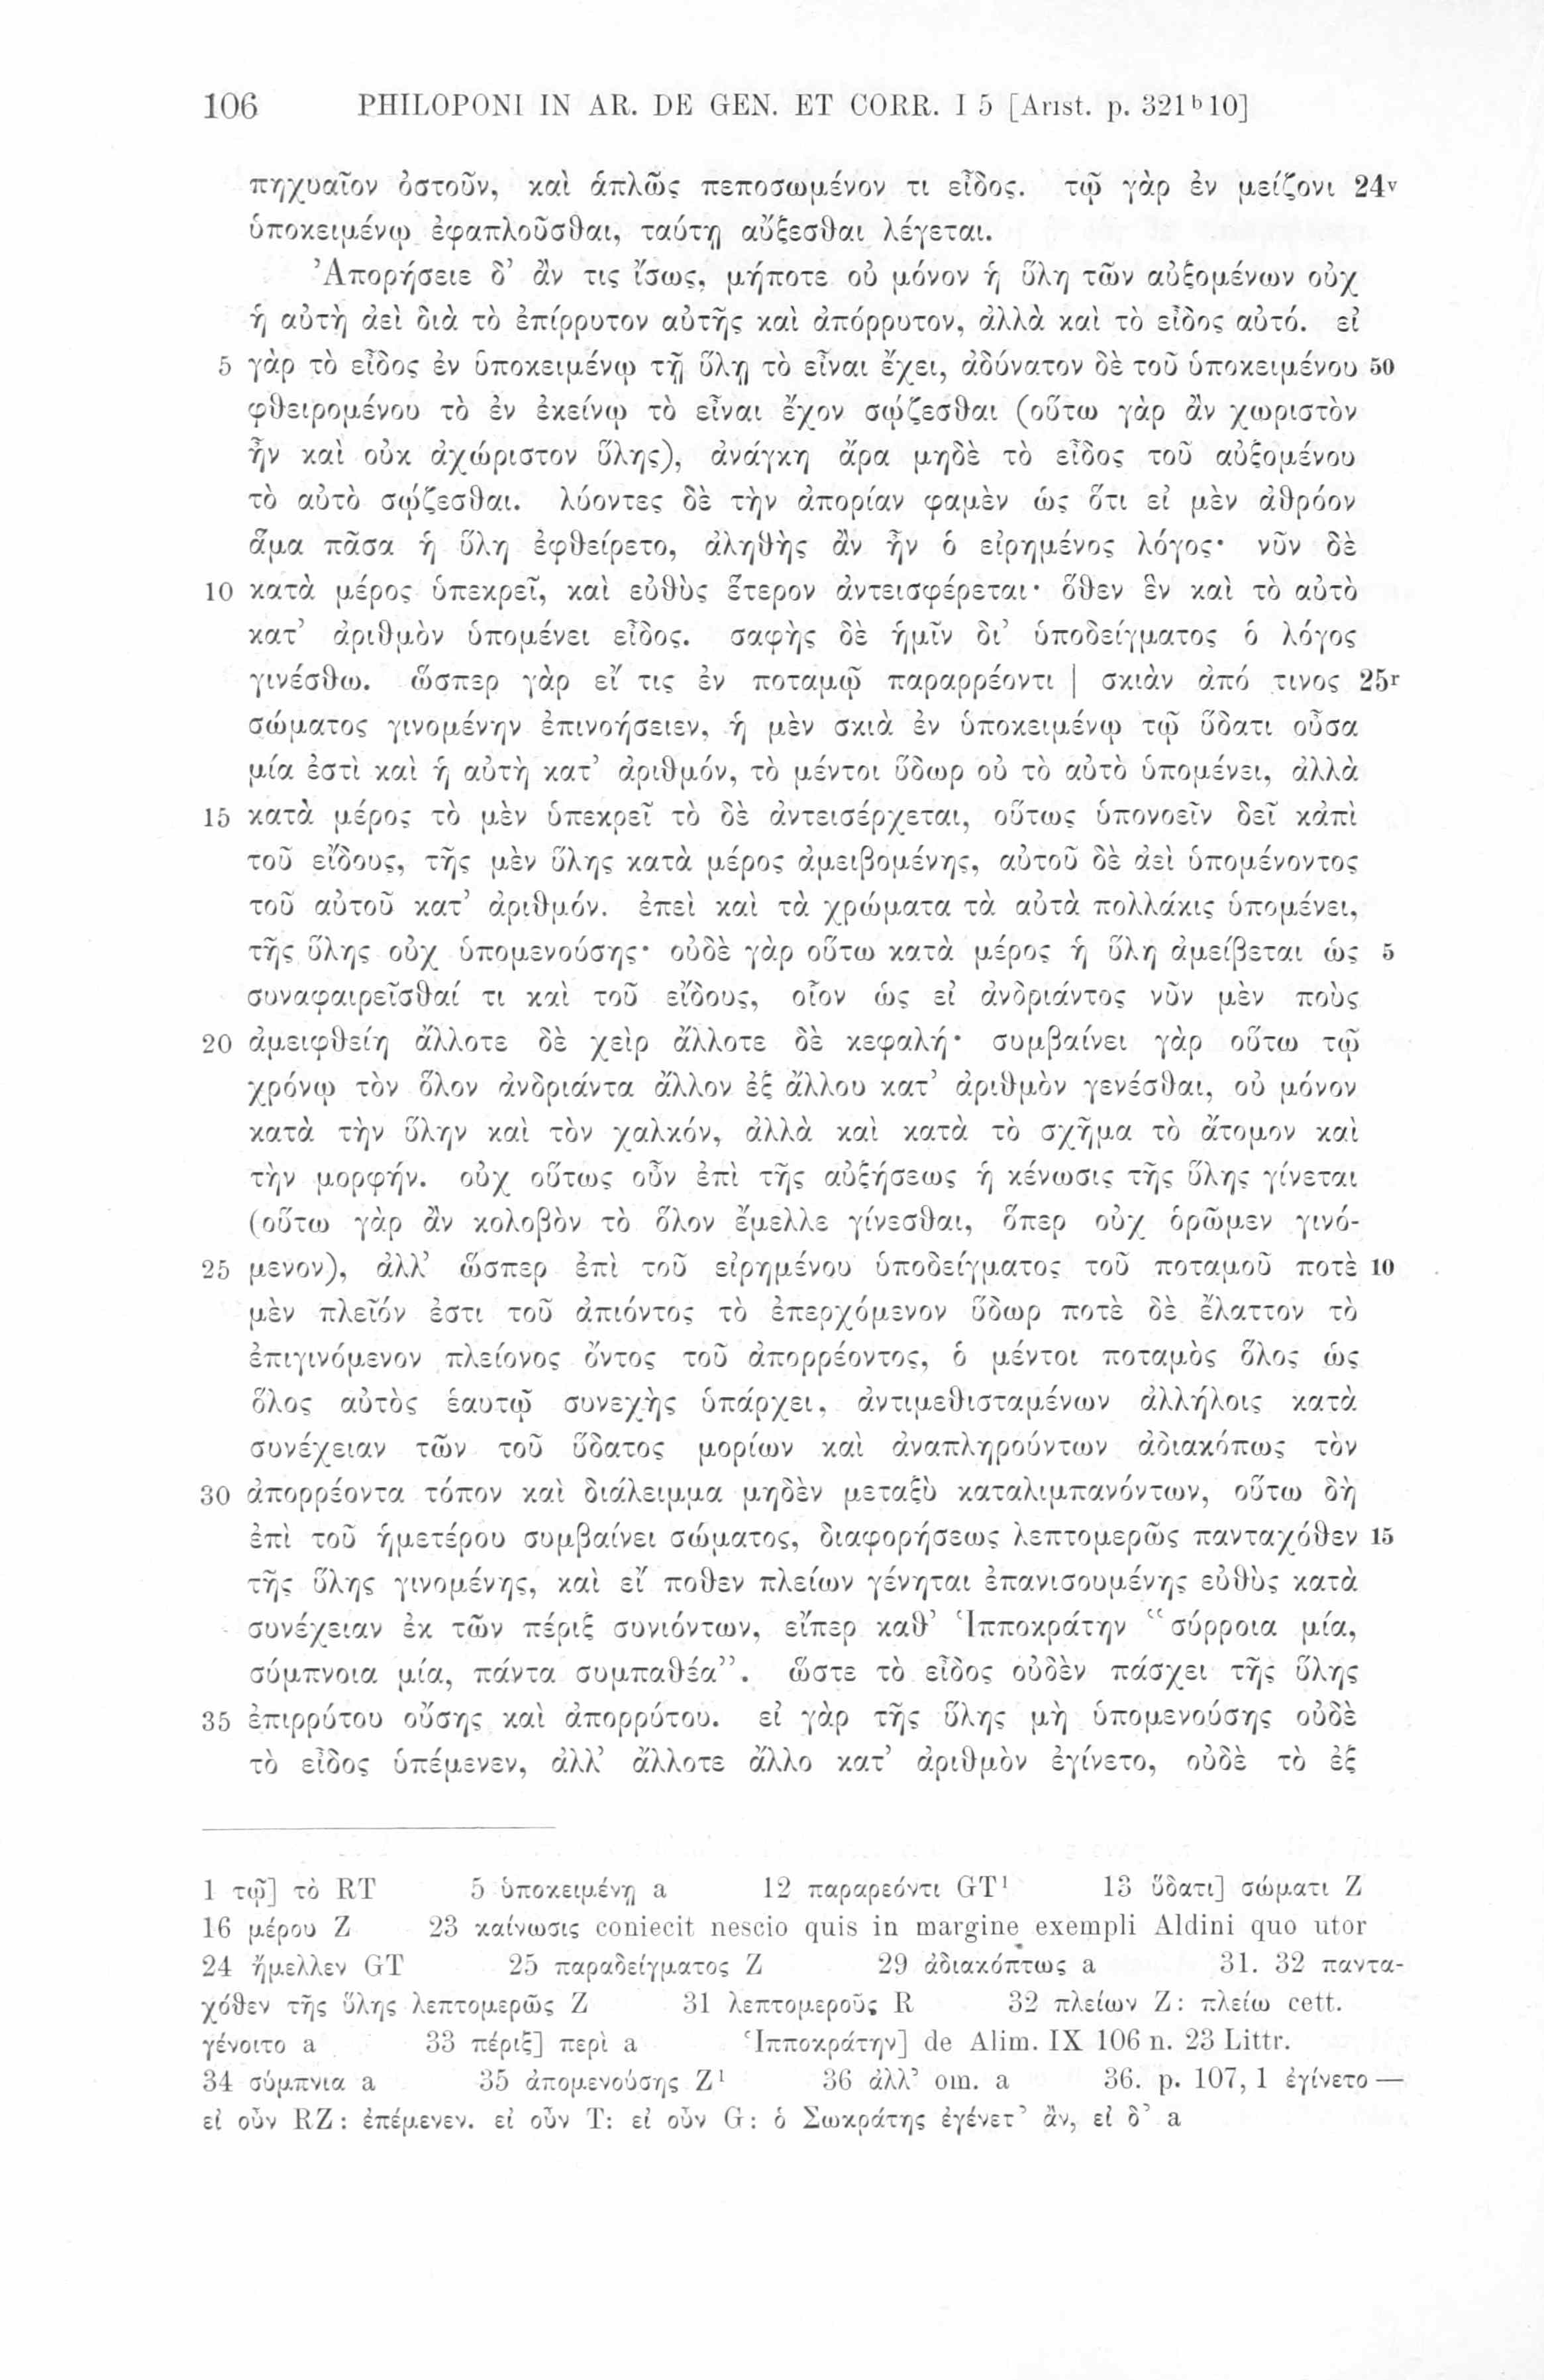 106 PHILOPONI IN AR. DE GEN. ET CORR. I 5 [Arist. p. 321ᵇ10]
πηχυαῖον ὀστοῦν, καὶ ἁπλῶς πεποσωμένον τι εἶδος. τῷ γὰρ ἐν μείζονι 24ᵛ
ὑποκειμένῳ ἐφαπλοῦσθαι, ταύτῃ αὔξεσθαι λέγεται.
Ἀπορήσειε δ’ ἄν τις ἴσως, μήποτε οὐ μόνον ἡ ὕλη τῶν αὐξομένων οὐχ
ἡ αὐτὴ ἀεὶ διὰ τὸ ἐπίρρυτον αὐτῆς καὶ ἀπόρρυτον, ἀλλὰ καὶ τὸ εἶδος αὐτό. εἰ
5 γὰρ τὸ εἶδος ἐν ὑποκειμένῳ τῇ ὕλῃ τὸ εἶναι ἔχει, ἀδύνατον δὲ τοῦ ὑποκειμένου 50
φθειρομένου τὸ ἐν ἐκείνῳ τὸ εἶναι ἔχον σῴζεσθαι (οὕτω γὰρ ἂν χωριστὸν
ἦν καὶ οὐκ ἀχώριστον ὕλης), ἀνάγκη ἄρα μηδὲ τὸ εἶδος τοῦ αὐξομένου
τὸ αὐτὸ σῴζεσθαι. λύοντες δὲ τὴν ἀπορίαν φαμὲν ὡς ὅτι εἰ μὲν ἀθρόον
ἅμα πᾶσα ἡ ὕλη ἐφθείρετο, ἀληθὴς ἂν ἦν ὁ εἰρημένος λόγος· νῦν δὲ
10 κατὰ μέρος ὑπεκρεῖ, καὶ εὐθὺς ἕτερον ἀντεισφέρεται· ὅθεν ἓν καὶ τὸ αὐτὸ
κατ’ ἀριθμὸν ὑπομένει εἶδος. σαφὴς δὲ ἡμῖν δι’ ὑποδείγματος ὁ λόγος
γινέσθω. ὥσπερ γὰρ εἴ τις ἐν ποταμῷ παραρρέοντι | σκιὰν ἀπό τινος 25ʳ
σώματος γινομένην ἐπινοήσειεν, ἡ μὲν σκιὰ ἐν ὑποκειμένῳ τῷ ὕδατι οὖσα
μία ἐστὶ καὶ ἡ αὐτὴ κατ’ ἀριθμόν, τὸ μέντοι ὕδωρ οὐ τὸ αὐτὸ ὑπομένει, ἀλλὰ
15 κατὰ μέρος τὸ μὲν ὑπεκρεῖ τὸ δὲ ἀντεισέρχεται, οὕτως ὑπονοεῖν δεῖ κἀπὶ
τοῦ εἴδους, τῆς μὲν ὕλης κατὰ μέρος ἀμειβομένης, αὐτοῦ δὲ ἀεὶ ὑπομένοντος
τοῦ αὐτοῦ κατ’ ἀριθμόν. ἐπεὶ καὶ τὰ χρώματα τὰ αὐτὰ πολλάκις ὑπομένει,
τῆς ὕλης οὐχ ὑπομενούσης· οὐδὲ γὰρ οὕτω κατὰ μέρος ἡ ὕλη ἀμείβεται ὡς 5
συναφαιρεῖσθαί τι καὶ τοῦ εἴδους, οἷον ὡς εἰ ἀνδριάντος νῦν μὲν ποὺς
20 ἀμειφθείη ἄλλοτε δὲ χεὶρ ἄλλοτε δὲ κεφαλή· συμβαίνει γὰρ οὕτω τῷ
χρόνῳ τὸν ὅλον ἀνδριάντα ἄλλον ἐξ ἄλλου κατ’ ἀριθμὸν γενέσθαι, οὐ μόνον
κατὰ τὴν ὕλην καὶ τὸν χαλκόν, ἀλλὰ καὶ κατὰ τὸ σχῆμα τὸ ἄτομον καὶ
τὴν μορφήν. οὐχ οὕτως οὖν ἐπὶ τῆς αὐξήσεως ἡ κένωσις τῆς ὕλης γίνεται
(οὕτω γὰρ ἂν κολοβὸν τὸ ὅλον ἔμελλε γίνεσθαι, ὅπερ οὐχ ὁρῶμεν γινό-
25 μενον), ἀλλ’ ὥσπερ ἐπὶ τοῦ εἰρημένου ὑποδείγματος τοῦ ποταμοῦ ποτὲ 10
μὲν πλεῖόν ἐστι τοῦ ἀπιόντος τὸ ἐπερχόμενον ὕδωρ ποτὲ δὲ ἔλαττον τὸ
ἐπιγινόμενον πλείονος ὄντος τοῦ ἀπορρέοντος, ὁ μέντοι ποταμὸς ὅλος ὡς
ὅλος αὐτὸς ἑαυτῷ συνεχὴς ὑπάρχει, ἀντιμεθισταμένων ἀλλήλοις κατὰ
συνέχειαν τῶν τοῦ ὕδατος μορίων καὶ ἀναπληρούντων ἀδιακόπως τὸν
30 ἀπορρέοντα τόπον καὶ διάλειμμα μηδὲν μεταξὺ καταλιμπανόντων, οὕτω δὴ
ἐπὶ τοῦ ἡμετέρου συμβαίνει σώματος, διαφορήσεως λεπτομερῶς πανταχόθεν 15
τῆς ὕλης γινομένης, καὶ εἴ ποθεν πλείων γένηται ἐπανισουμένης εὐθὺς κατὰ
συνέχειαν ἐκ τῶν πέριξ συνιόντων, εἴπερ καθ’ Ἱπποκράτην “σύρροια μία,
σύμπνοια μία, πάντα συμπαθέα”. ὥστε τὸ εἶδος οὐδὲν πάσχει τῆς ὕλης
35 ἐπιρρύτου οὔσης καὶ ἀπορρύτου. εἰ γὰρ τῆς ὕλης μὴ ὑπομενούσης οὐδὲ
τὸ εἶδος ὑπέμενεν, ἀλλ’ ἄλλοτε ἄλλο κατ’ ἀριθμὸν ἐγίνετο, οὐδὲ τὸ ἐξ
1 τῷ] τὸ RT 5 ὑποκειμένη a 12 παραρεόντι GT¹ 13 ὕδατι] σώματι Z
16 μέρου Z 23 καίνωσις coniecit nescio quis in margine exempli Aldini quo utor
24 ἤμελλεν GT 25 παραδείγματος Z 29 ἀδιακόπτως a 31. 32 παντα-
χόθεν τῆς ὕλης λεπτομερῶς Z 31 λεπτομεροῦς R 32 πλείων Z: πλείω cett.
γένοιτο a 33 πέριξ] περὶ a Ἱπποκράτην] de Alim. IX 106 n. 23 Littr.
34 σύμπνια a 35 ἀπομενούσης Z¹ 36 ἀλλ’ om. a 36. p. 107, 1 ἐγίνετο —
εἰ οὖν RZ: ἐπέμενεν. εἰ οὖν T: εἰ οὖν G: ὁ Σωκράτης ἐγένετ’ ἄν, εἰ δ’ a